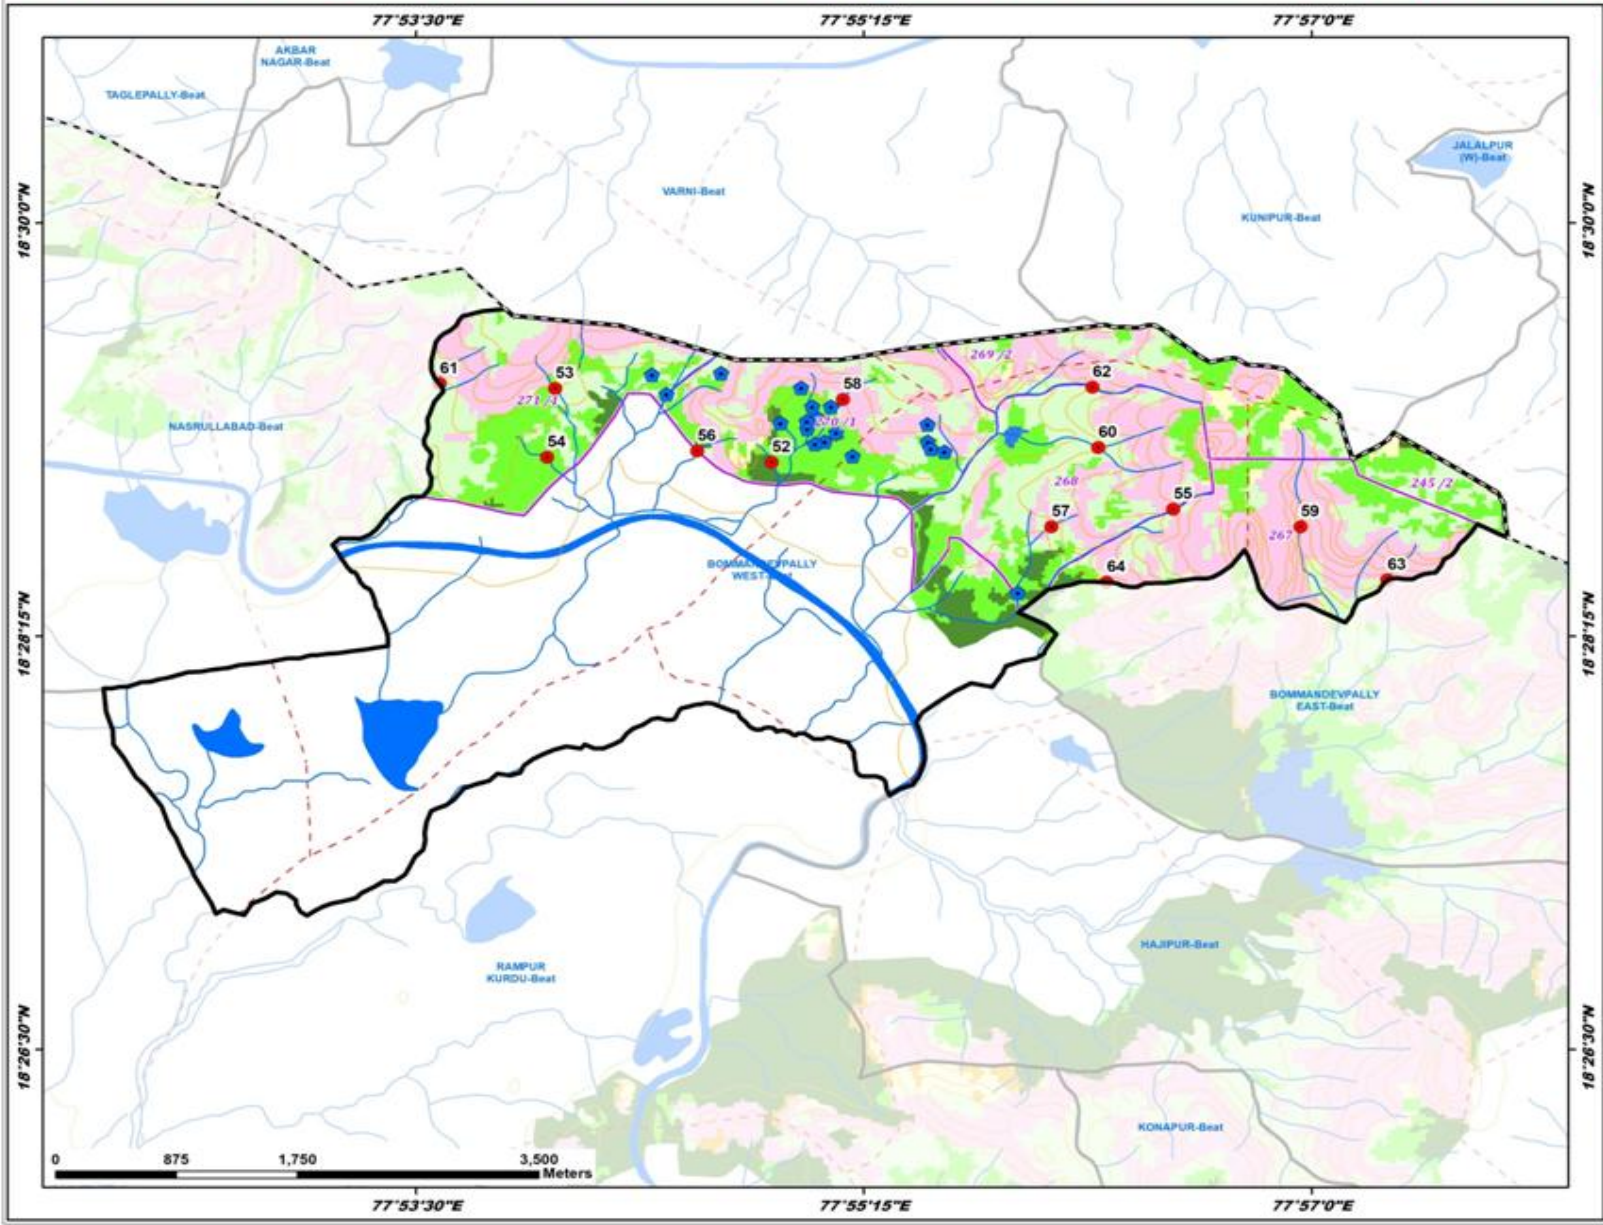 77°53'30"E
77°55'15"E
77°57'0"E
AKBAR
NAGAR-Beat
TAGLEPALLY-Beat
JALALPUR
(W)-Beat
VARNI-Beat
KUNIPUR-Beat
18°30'0"N
18°30'0"N
269 /2
61
53
58
62
271 /1
270 /1
NASRULLABAD-Beat
56
60
54
52
268
245 /2
55
57
59
267
BOMMANDEVPALLY
WEST-Beat
64
63
18°28'15"N
18°28'15"N
BOMMANDEVPALLY
EAST-Beat
HAJIPUR-Beat
RAMPUR
KURDU-Beat
18°26'30"N
18°26'30"N
KONAPUR-Beat
0
875
1,750
3,500
Meters
77°53'30"E
77°55'15"E
77°57'0"E